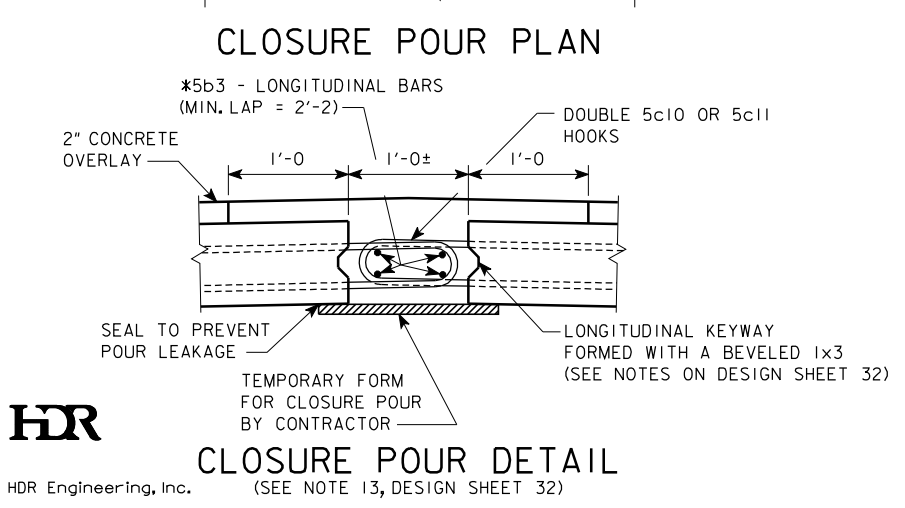 CLOSURE POUR PLAN
*5b3 - LONGITUDINAL BARS
(MIN. LAP = 2'-2)
DOUBLE 5c10 OR 5c11
HOOKS
2" CONCRETE
OVERLAY
1'-0
1'-0±
1'-0
SEAL TO PREVENT
POUR LEAKAGE
LONGITUDINAL KEYWAY
FORMED WITH A BEVELED 1x3
(SEE NOTES ON DESIGN SHEET 32)
TEMPORARY FORM
FOR CLOSURE POUR
BY CONTRACTOR
HDR
CLOSURE POUR DETAIL
HDR Engineering, Inc.
(SEE NOTE 13, DESIGN SHEET 32)